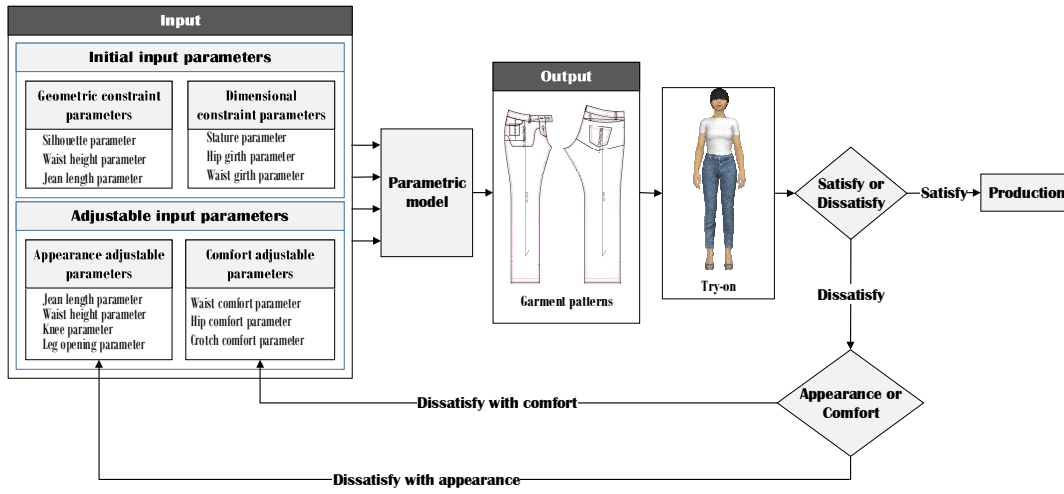 Input
Initial input parameters
Geometric constraint
parameters
Silhouette parameter
Waist height parameter
Jean length parameter
Dimensional
constraint parameters
Stature parameter
Hip girth parameter
Waist girth parameter
Adjustable input parameters
Appearance adjustable
parameters
Jean length parameter
Waist height parameter
Knee parameter
Leg opening parameter
Comfort adjustable
parameters
Waist comfort parameter
Hip comfort parameter
Crotch comfort parameter
Parametric
model
Output
Garment patterns
Try-on
Satisfy or
Dissatisfy
Satisfy
Production
Dissatisfy
Appearance or
Comfort
Dissatisfy with comfort
Dissatisfy with appearance